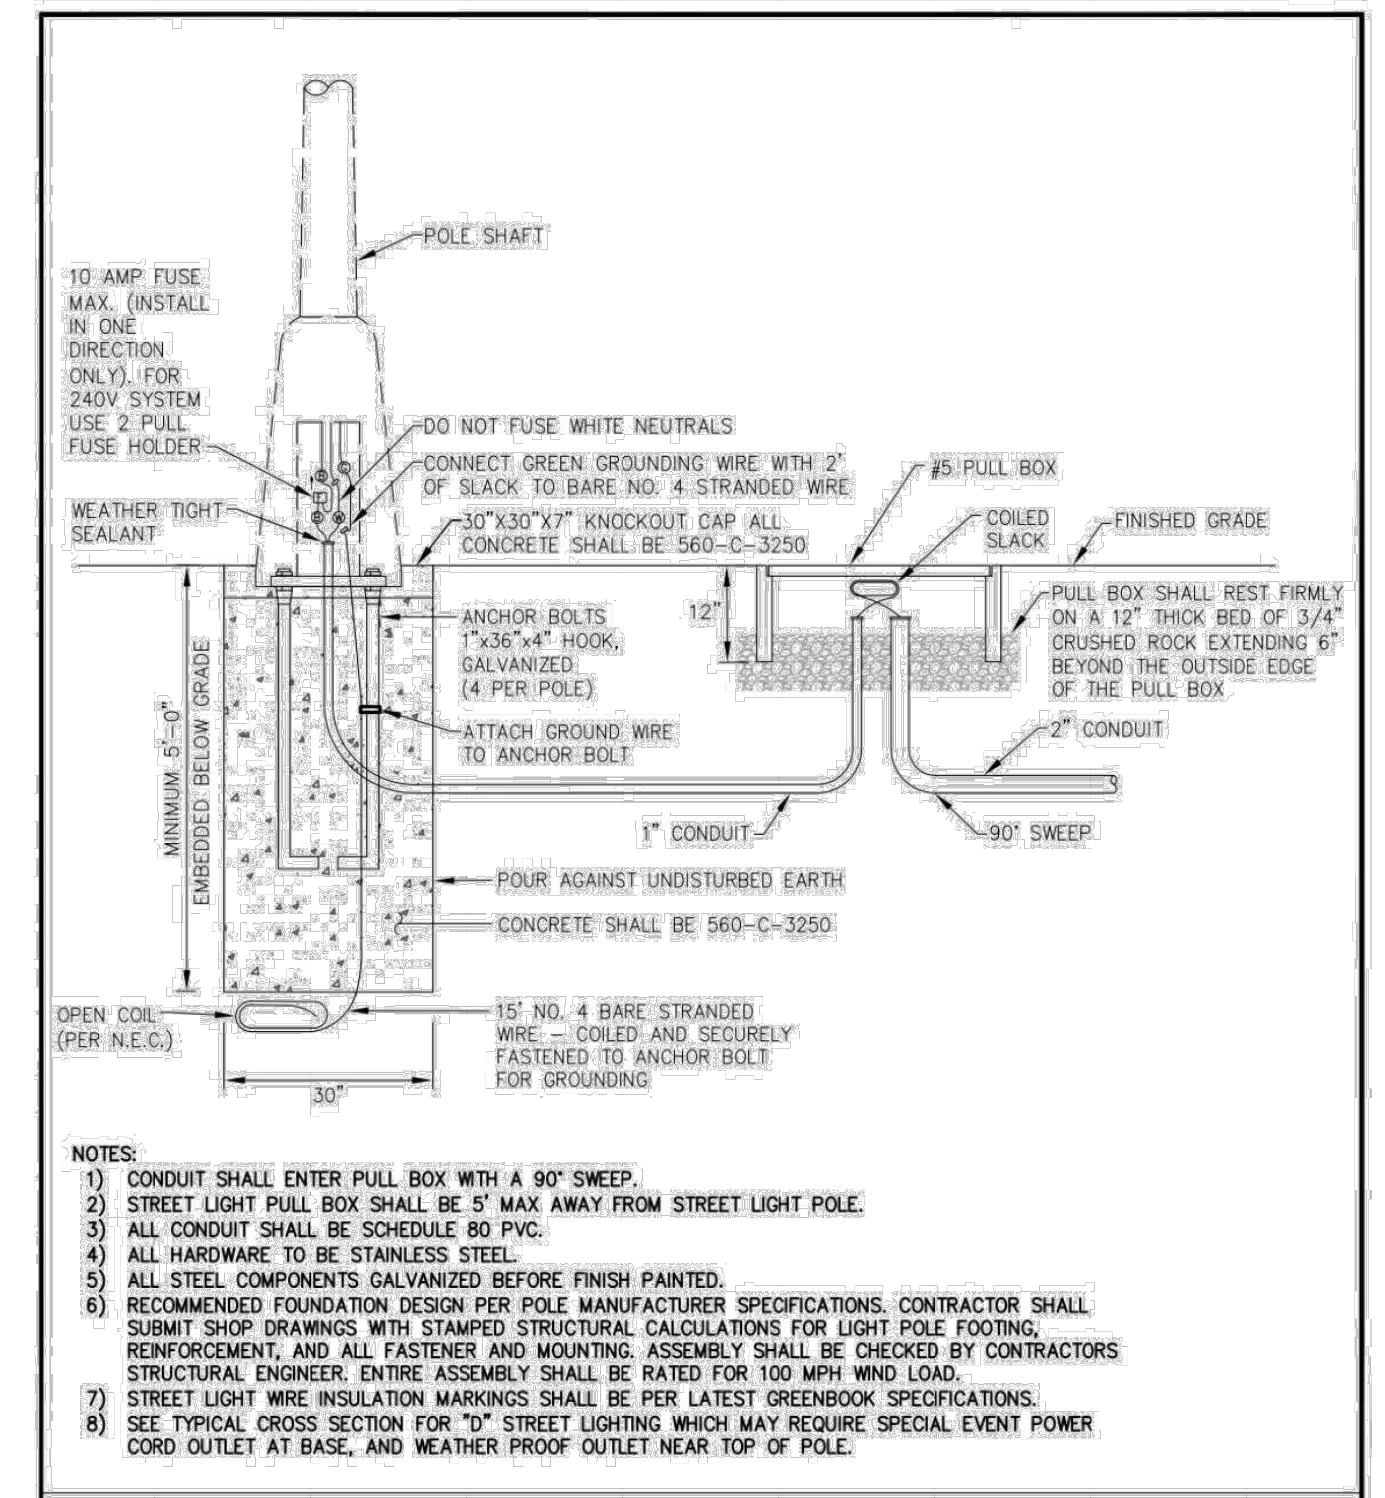 POLE SHAFT
10 AMP FUSE
MAX. (INSTALL
IN ONE
DIRECTION
ONLY). FOR
240V SYSTEM
USE 2 PULL
FUSE HOLDER
DO NOT FUSE WHITE NEUTRALS
CONNECT GREEN GROUNDING WIRE WITH 2'
OF SLACK TO BARE NO. 4 STRANDED WIRE
#5 PULL BOX
WEATHER TIGHT
SEALANT
30"X30"X7" KNOCKOUT CAP ALL
CONCRETE SHALL BE 560-C-3250
COILED
SLACK
FINISHED GRADE
12"
PULL BOX SHALL REST FIRMLY
ON A 12" THICK BED OF 3/4"
CRUSHED ROCK EXTENDING 6"
BEYOND THE OUTSIDE EDGE
OF THE PULL BOX
ANCHOR BOLTS
1"x36"x4" HOOK,
GALVANIZED
(4 PER POLE)
MINIMUM 5'-0"
EMBEDDED BELOW GRADE
ATTACH GROUND WIRE
TO ANCHOR BOLT
2" CONDUIT
1" CONDUIT
90° SWEEP
POUR AGAINST UNDISTURBED EARTH
CONCRETE SHALL BE 560-C-3250
OPEN COIL
(PER N.E.C.)
15' NO. 4 BARE STRANDED
WIRE - COILED AND SECURELY
FASTENED TO ANCHOR BOLT
FOR GROUNDING
30"
NOTES:
1) CONDUIT SHALL ENTER PULL BOX WITH A 90° SWEEP.
2) STREET LIGHT PULL BOX SHALL BE 5' MAX AWAY FROM STREET LIGHT POLE.
3) ALL CONDUIT SHALL BE SCHEDULE 80 PVC.
4) ALL HARDWARE TO BE STAINLESS STEEL.
5) ALL STEEL COMPONENTS GALVANIZED BEFORE FINISH PAINTED.
6) RECOMMENDED FOUNDATION DESIGN PER POLE MANUFACTURER SPECIFICATIONS. CONTRACTOR SHALL
SUBMIT SHOP DRAWINGS WITH STAMPED STRUCTURAL CALCULATIONS FOR LIGHT POLE FOOTING,
REINFORCEMENT, AND ALL FASTENER AND MOUNTING. ASSEMBLY SHALL BE CHECKED BY CONTRACTORS
STRUCTURAL ENGINEER. ENTIRE ASSEMBLY SHALL BE RATED FOR 100 MPH WIND LOAD.
7) STREET LIGHT WIRE INSULATION MARKINGS SHALL BE PER LATEST GREENBOOK SPECIFICATIONS.
8) SEE TYPICAL CROSS SECTION FOR "D" STREET LIGHTING WHICH MAY REQUIRE SPECIAL EVENT POWER
CORD OUTLET AT BASE, AND WEATHER PROOF OUTLET NEAR TOP OF POLE.